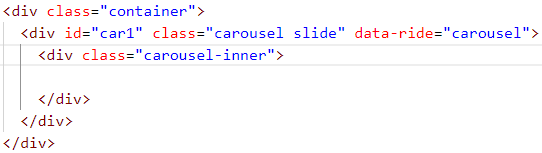 <div class="container">
<div id="car1" class="carousel slide" data-ride="carousel">
<div class="carousel-inner">
</div>
</div>
</div>